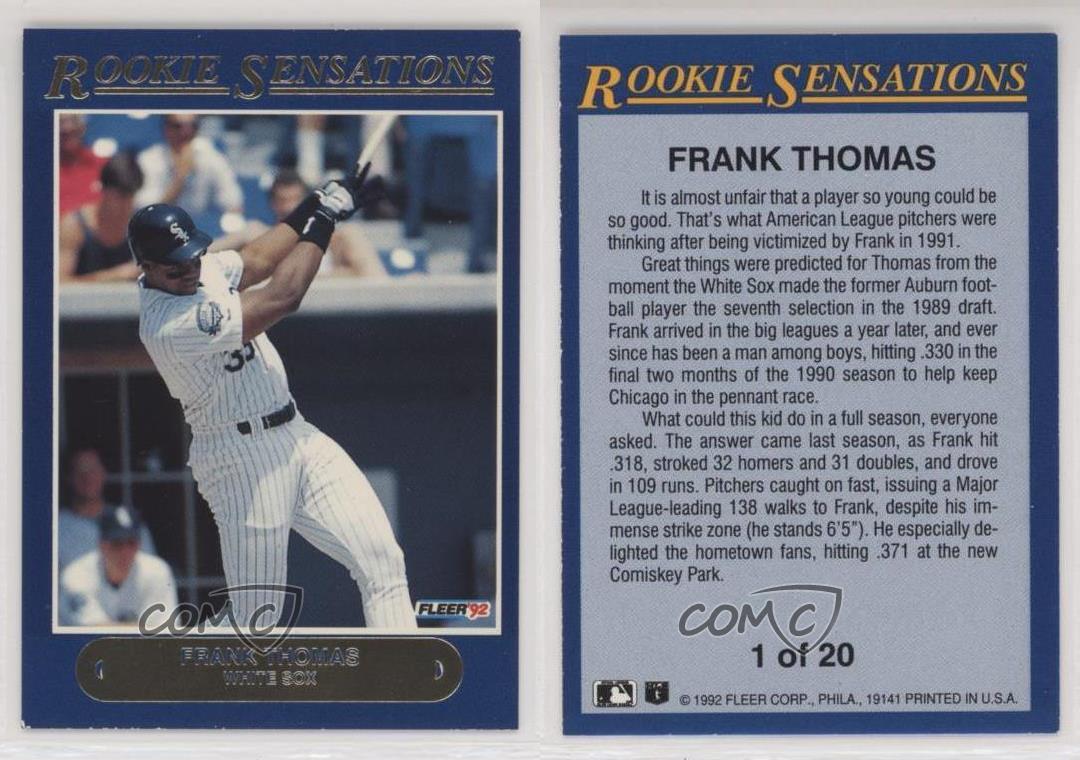 ROOKIE SENSATIONS
SOX
35
FLEER '92
COMC
FRANK THOMAS
WHITE SOX
ROOKIE SENSATIONS
FRANK THOMAS
It is almost unfair that a player so young could be
so good. That's what American League pitchers were
thinking after being victimized by Frank in 1991.
Great things were predicted for Thomas from the
moment the White Sox made the former Auburn foot-
ball player the seventh selection in the 1989 draft.
Frank arrived in the big leagues a year later, and ever
since has been a man among boys, hitting .330 in the
final two months of the 1990 season to help keep
Chicago in the pennant race.
What could this kid do in a full season, everyone
asked. The answer came last season, as Frank hit
.318, stroked 32 homers and 31 doubles, and drove
in 109 runs. Pitchers caught on fast, issuing a Major
League-leading 138 walks to Frank, despite his im-
mense strike zone (he stands 6'5"). He especially de-
lighted the hometown fans, hitting .371 at the new
Comiskey Park.
COMC
1 of 20
© 1992 FLEER CORP., PHILA., 19141 PRINTED IN U.S.A.